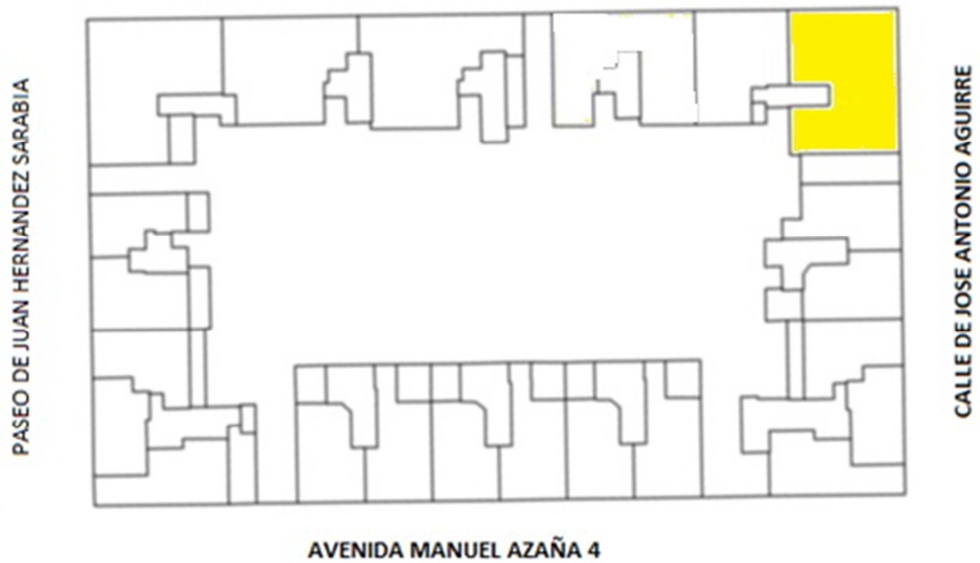 PASEO DE JUAN HERNANDEZ SARABIA
CALLE DE JOSE ANTONIO AGUIRRE
AVENIDA MANUEL AZAÑA 4